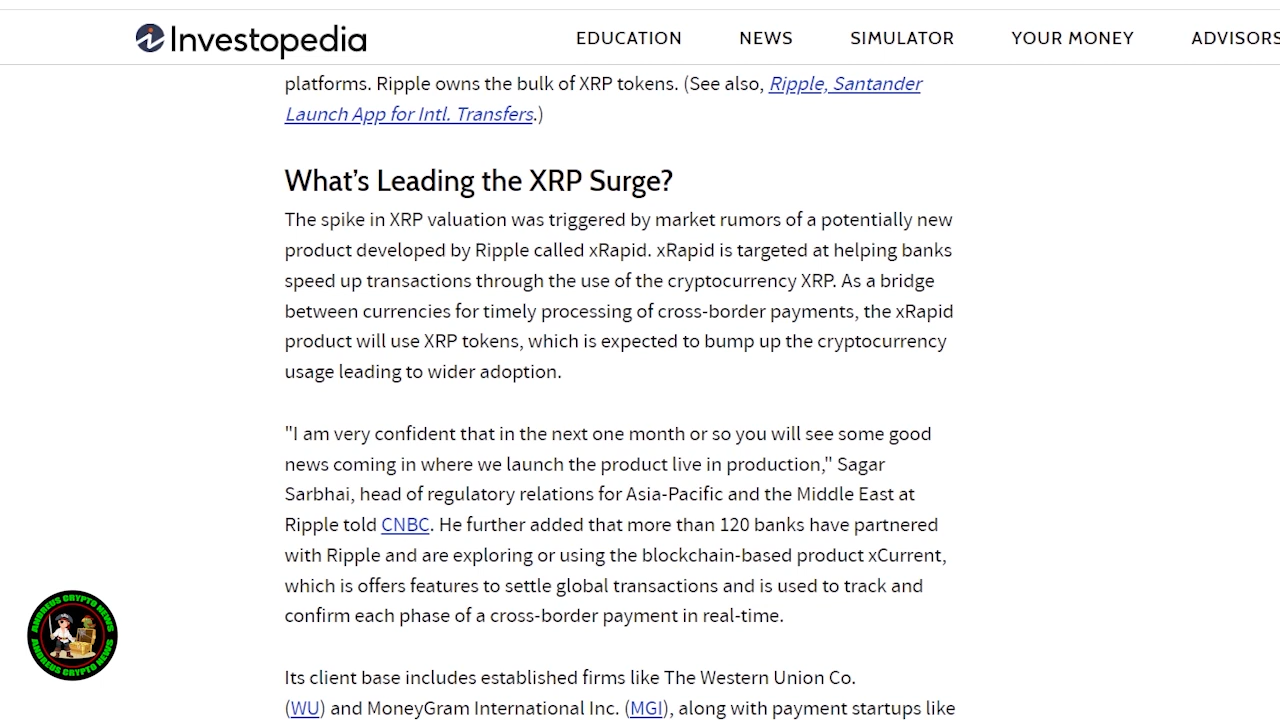 Investopedia
EDUCATION NEWS SIMULATOR YOUR MONEY ADVISORS
platforms. Ripple owns the bulk of XRP tokens. (See also, Ripple, Santander
Launch App for Intl. Transfers.)
What’s Leading the XRP Surge?
The spike in XRP valuation was triggered by market rumors of a potentially new
product developed by Ripple called xRapid. xRapid is targeted at helping banks
speed up transactions through the use of the cryptocurrency XRP. As a bridge
between currencies for timely processing of cross-border payments, the xRapid
product will use XRP tokens, which is expected to bump up the cryptocurrency
usage leading to wider adoption.
"I am very confident that in the next one month or so you will see some good
news coming in where we launch the product live in production," Sagar
Sarbhai, head of regulatory relations for Asia-Pacific and the Middle East at
Ripple told CNBC. He further added that more than 120 banks have partnered
with Ripple and are exploring or using the blockchain-based product xCurrent,
which is offers features to settle global transactions and is used to track and
confirm each phase of a cross-border payment in real-time.
Its client base includes established firms like The Western Union Co.
(WU) and MoneyGram International Inc. (MGI), along with payment startups like
ANDREUS CRYPTO NEWS
ANDREUS CRYPTO NEWS